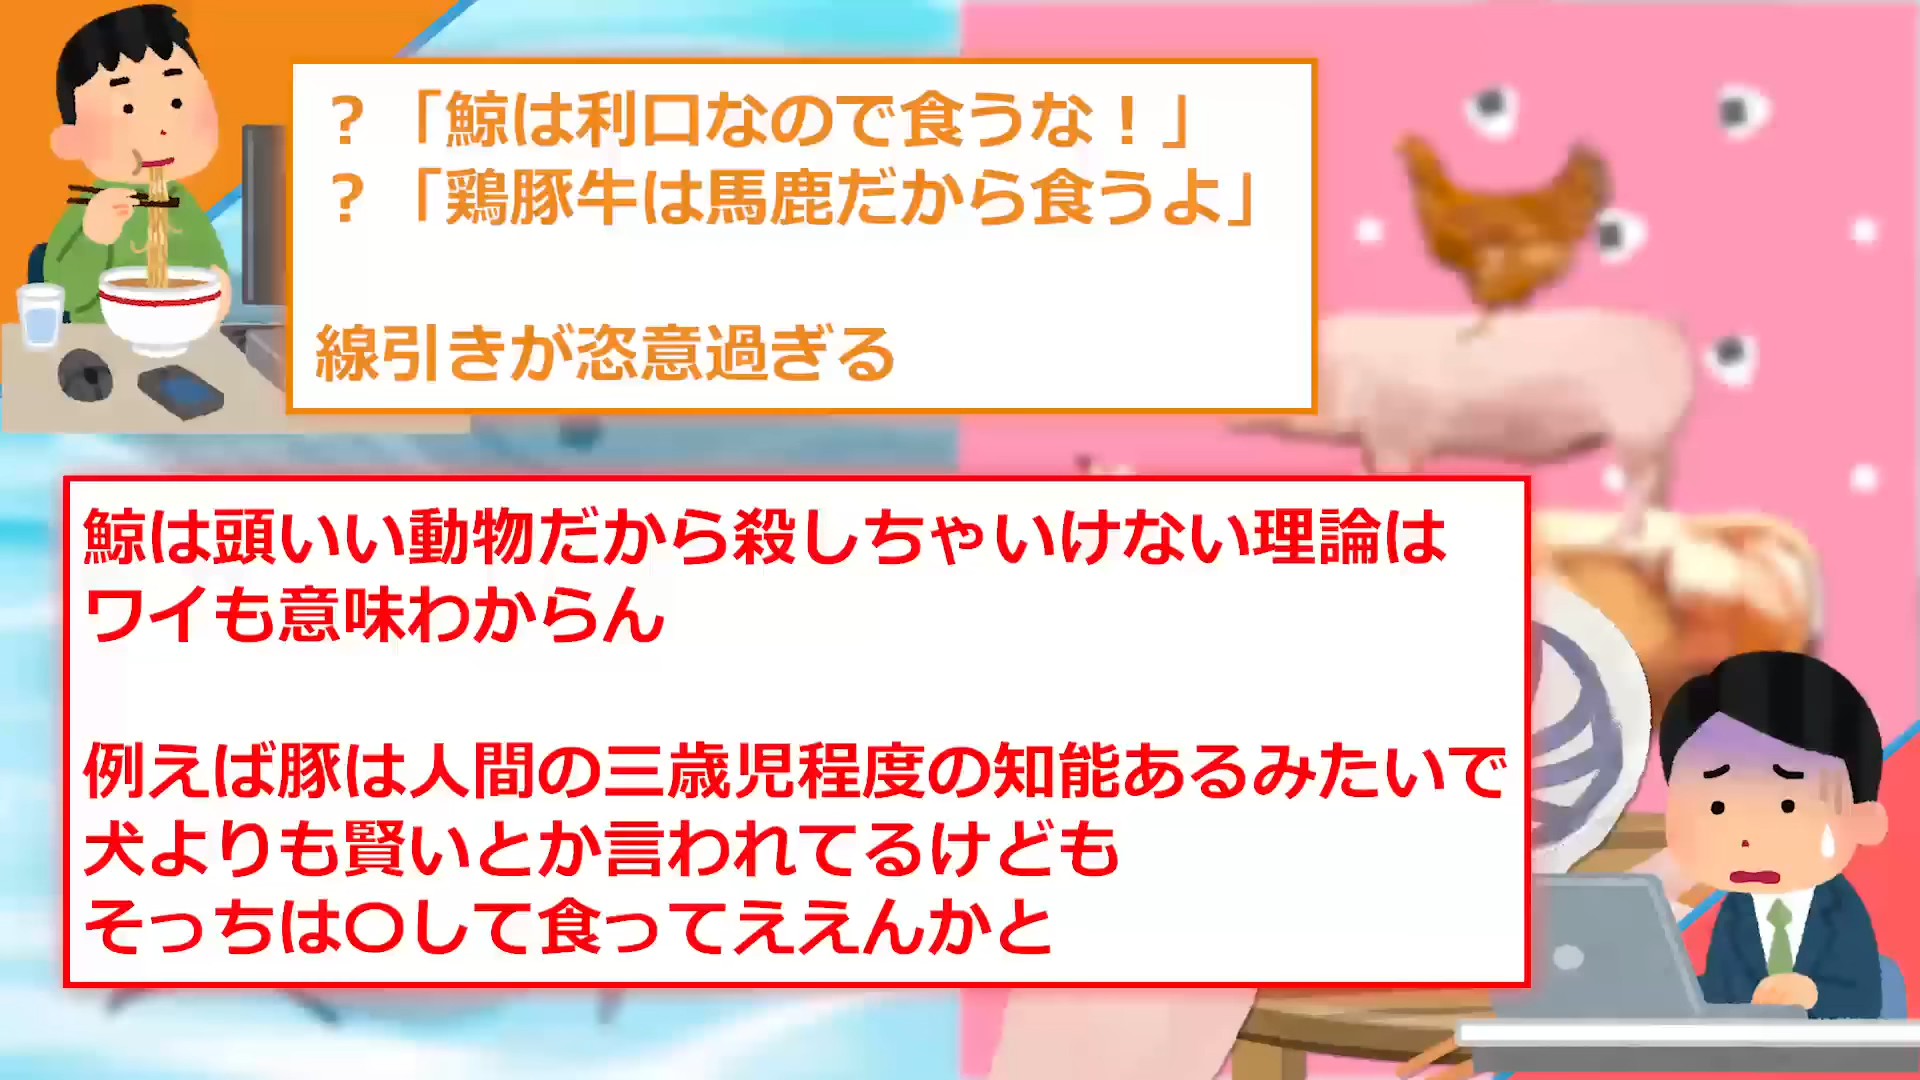 ？「鯨は利口なので食うな！」
？「鶏豚牛は馬鹿だから食うよ」
線引きが恣意過ぎる
鯨は頭いい動物だから殺しちゃいけない理論は
ワイも意味わからん
例えば豚は人間の三歳児程度の知能あるみたいで
犬よりも賢いとか言われてるけども
そっちは〇して食ってええんかと